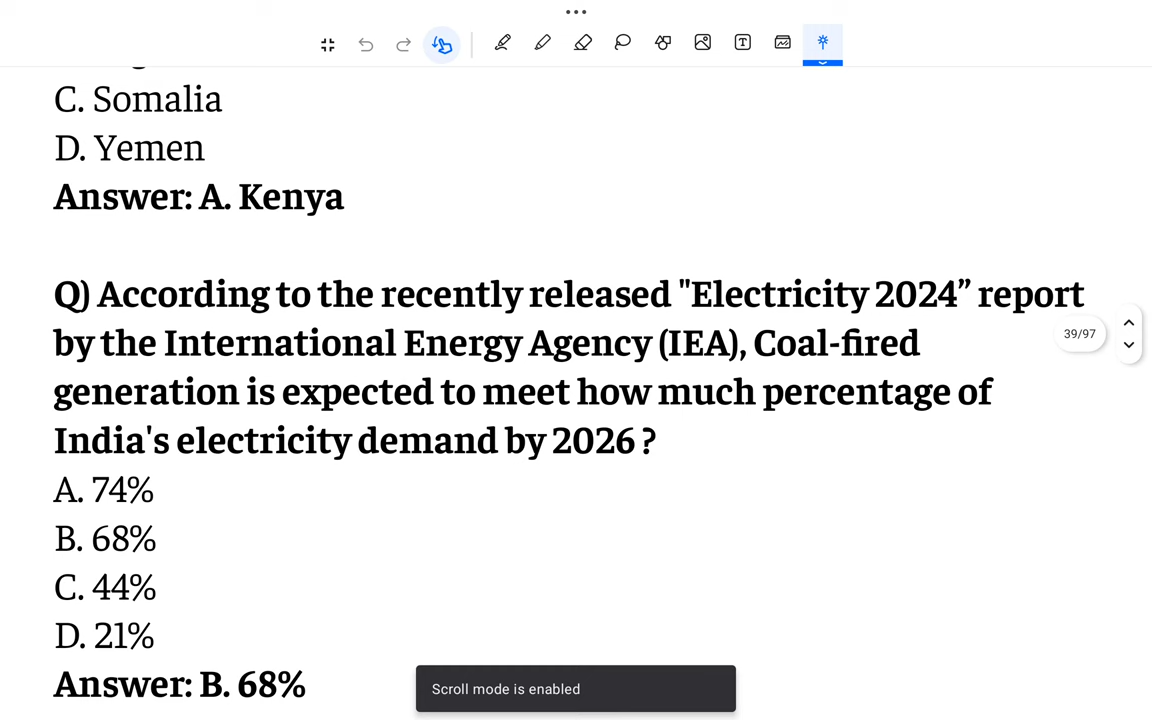 C. Somalia
D. Yemen
Answer: A. Kenya
Q) According to the recently released "Electricity 2024” report
by the International Energy Agency (IEA), Coal-fired
generation is expected to meet how much percentage of
India's electricity demand by 2026 ?
A. 74%
B. 68%
C. 44%
D. 21%
Answer: B. 68%
39/97
Scroll mode is enabled